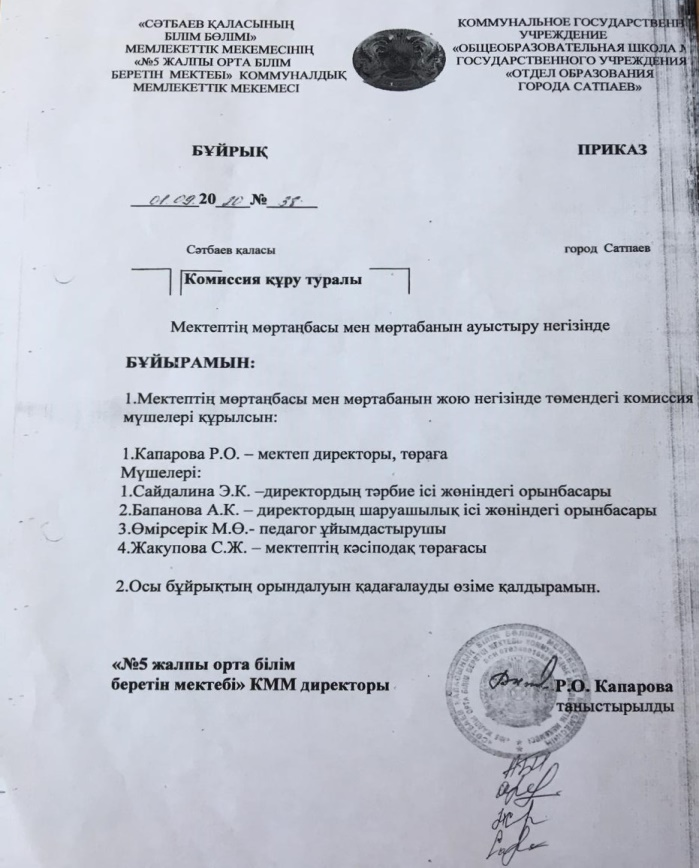 «СӘТБАЕВ ҚАЛАСЫНЫҢ
БІЛІМ БӨЛІМІ»
МЕМЛЕКЕТТІК МЕКЕМЕСІНІҢ
«№5 ЖАЛПЫ ОРТА БІЛІМ
БЕРЕТІН МЕКТЕБІ» КОММУНАЛДЫҚ
МЕМЛЕКЕТТІК МЕКЕМЕСІ
КОММУНАЛЬНОЕ ГОСУДАРСТВЕНН
УЧРЕЖДЕНИЕ
«ОБЩЕОБРАЗОВАТЕЛЬНАЯ ШКОЛА
ГОСУДАРСТВЕННОГО УЧРЕЖДЕНИЯ
«ОТДЕЛ ОБРАЗОВАНИЯ
ГОРОДА САТПАЕВ»
БҰЙРЫҚ
ПРИКАЗ
01.09.2020 № 38
Сәтбаев қаласы
город Сатпаев
Комиссия құру туралы
Мектептің мөртаңбасы мен мөртабанын ауыстыру негізінде
БҰЙЫРАМЫН:
1.Мектептің мөртаңбасы мен мөртабанын жою негізінде төмендегі комиссия
мүшелері құрылсын:
1.Капарова Р.О. – мектеп директоры, төраға
Мүшелері:
1.Сайдалина Э.К. –директордың тәрбие ісі жөніндегі орынбасары
2.Бапанова А.К. – директордың шаруашылық ісі жөніндегі орынбасары
3.Өмірсерік М.Ө.- педагог ұйымдастырушы
4.Жакупова С.Ж. – мектептің кәсіподақ төрағасы
2.Осы бұйрықтың орындалуын қадағалауды өзіме қалдырамын.
«№5 жалпы орта білім
беретін мектебі» КММ директоры
Р.О. Капарова
таныстырылды